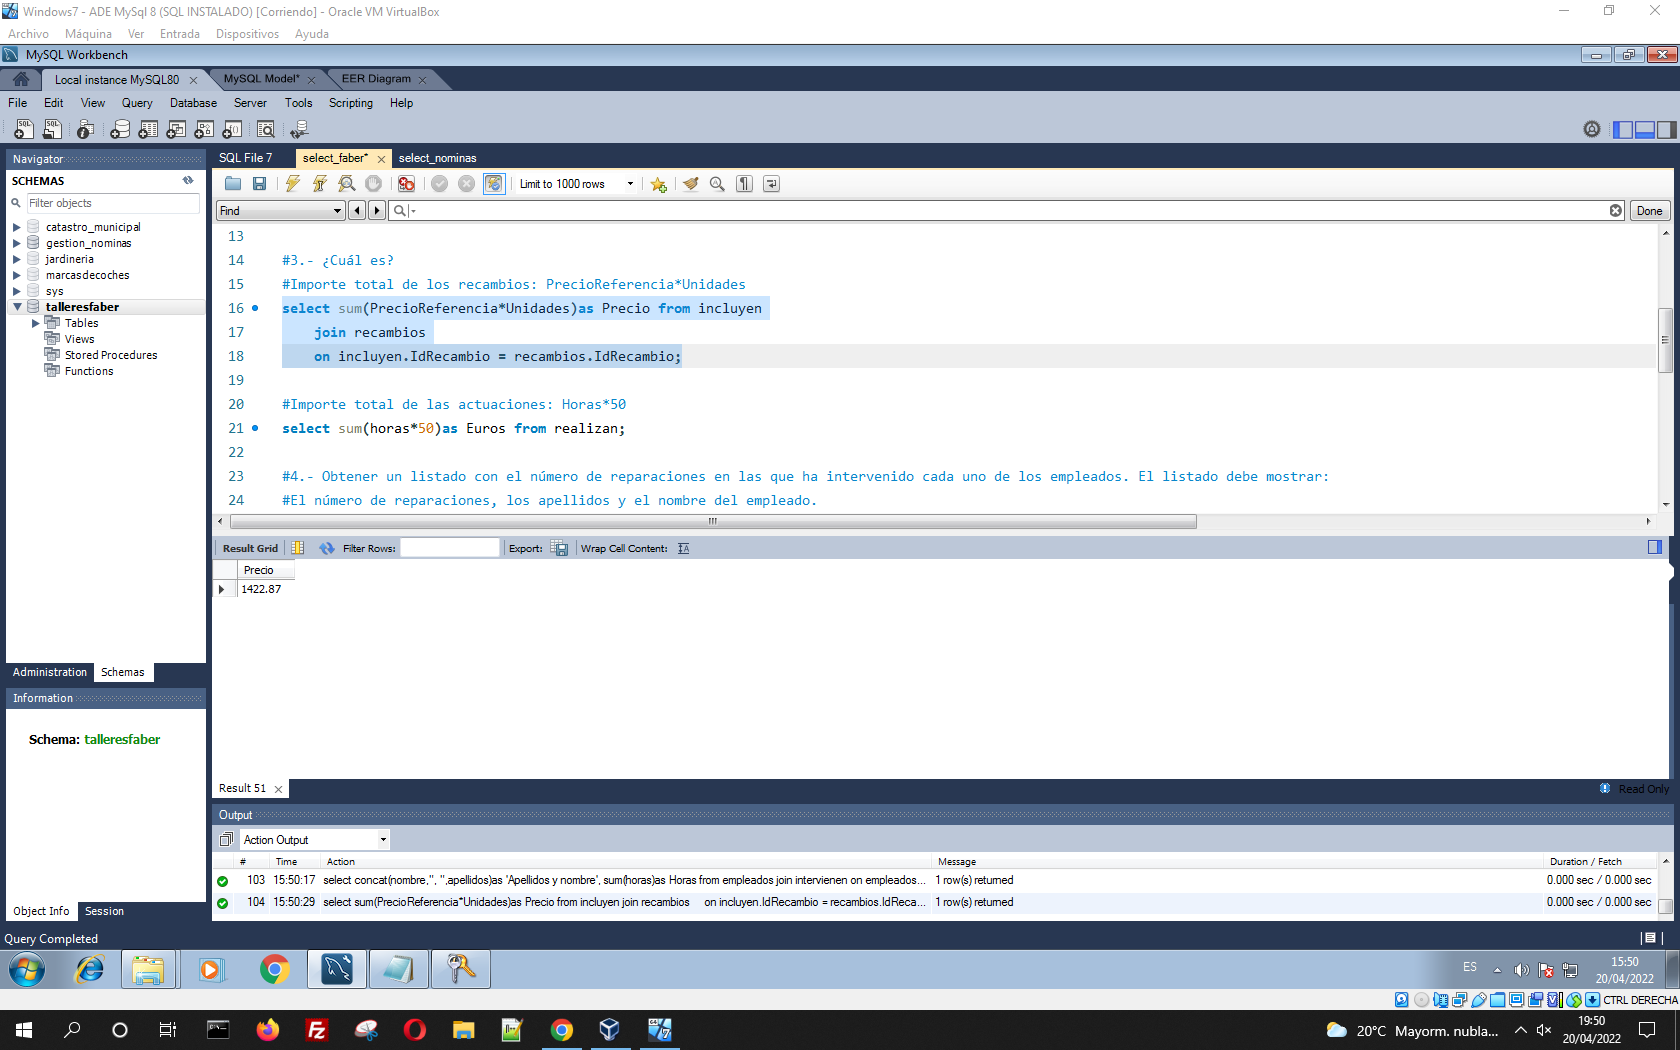 Windows7 - ADE MySql 8 (SQL INSTALADO) [Corriendo] - Oracle VM VirtualBox
Archivo Máquina Ver Entrada Dispositivos Ayuda
MySQL Workbench
Local instance MySQL80 MySQL Model* EER Diagram
File Edit View Query Database Server Tools Scripting Help
Navigator
SCHEMAS
Filter objects
catastro_municipal
gestion_nominas
jardineria
marcasdecoches
sys
talleresfaber
Tables
Views
Stored Procedures
Functions
Administration Schemas
Information
Schema: talleresfaber
Object Info Session
SQL File 7 select_faber* select_nominas
Limit to 1000 rows
Find Done
13
14 #3.- ¿Cuál es?
15 #Importe total de los recambios: PrecioReferencia*Unidades
16 select sum(PrecioReferencia*Unidades)as Precio from incluyen
17 join recambios
18 on incluyen.IdRecambio = recambios.IdRecambio;
19
20 #Importe total de las actuaciones: Horas*50
21 select sum(horas*50)as Euros from realizan;
22
23 #4.- Obtener un listado con el número de reparaciones en las que ha intervenido cada uno de los empleados. El listado debe mostrar:
24 #El número de reparaciones, los apellidos y el nombre del empleado.
Result Grid Filter Rows: Export: Wrap Cell Content:
Precio
1422.87
Result 51 Read Only
Output
Action Output
# Time Action Message Duration / Fetch
103 15:50:17 select concat(nombre,'', '',apellidos)as 'Apellidos y nombre', sum(horas)as Horas from empleados join intervienen on empleados... 1 row(s) returned 0.000 sec / 0.000 sec
104 15:50:29 select sum(PrecioReferencia*Unidades)as Precio from incluyen join recambios on incluyen.IdRecambio = recambios.IdReca... 1 row(s) returned 0.000 sec / 0.000 sec
Query Completed
ES 15:50
20/04/2022
CTRL DERECHA
20°C Mayorm. nubla... 19:50
20/04/2022